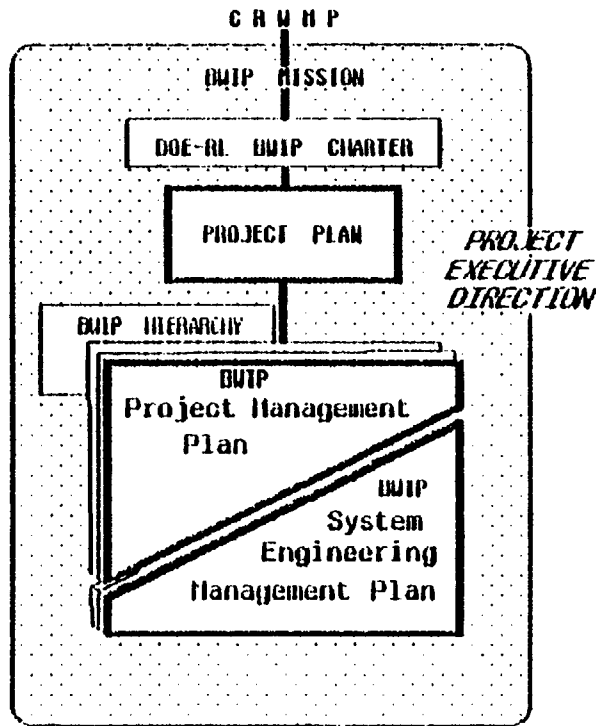 C R W M P
BWIP MISSION
DOE-RL BWIP CHARTER
PROJECT PLAN
PROJECT
EXECUTIVE
DIRECTION
BWIP HIERARCHY
BWIP
Project Management
Plan
BWIP
System
Engineering
Management Plan